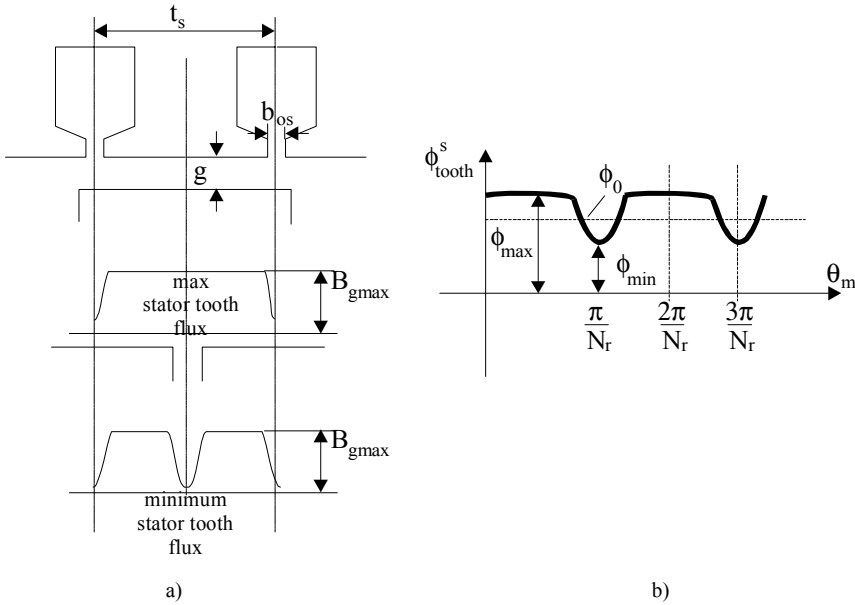 t_s
b_os
g
max
stator tooth
flux
B_gmax
B_gmax
minimum
stator tooth
flux
a)
ϕ^s_tooth
ϕ_0
ϕ_max
ϕ_min
θ_m
π/N_r
2π/N_r
3π/N_r
b)